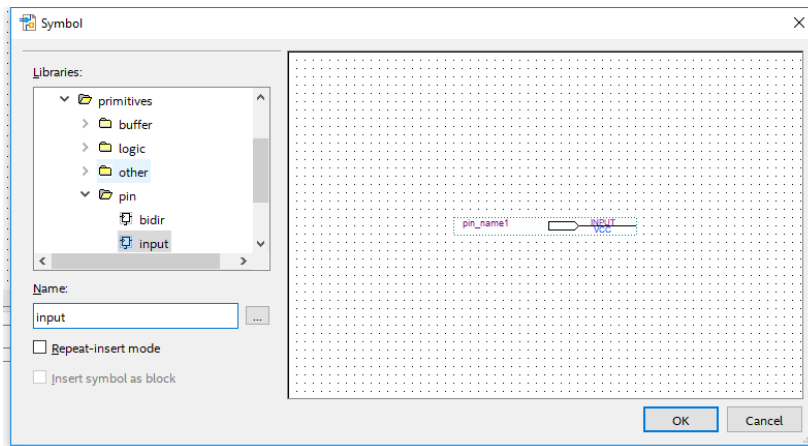 Symbol
Libraries:
primitives
buffer
logic
other
pin
bidir
input
Name:
input
...
Repeat-insert mode
Insert symbol as block
pin_name1
INPUT
VCC
OK
Cancel